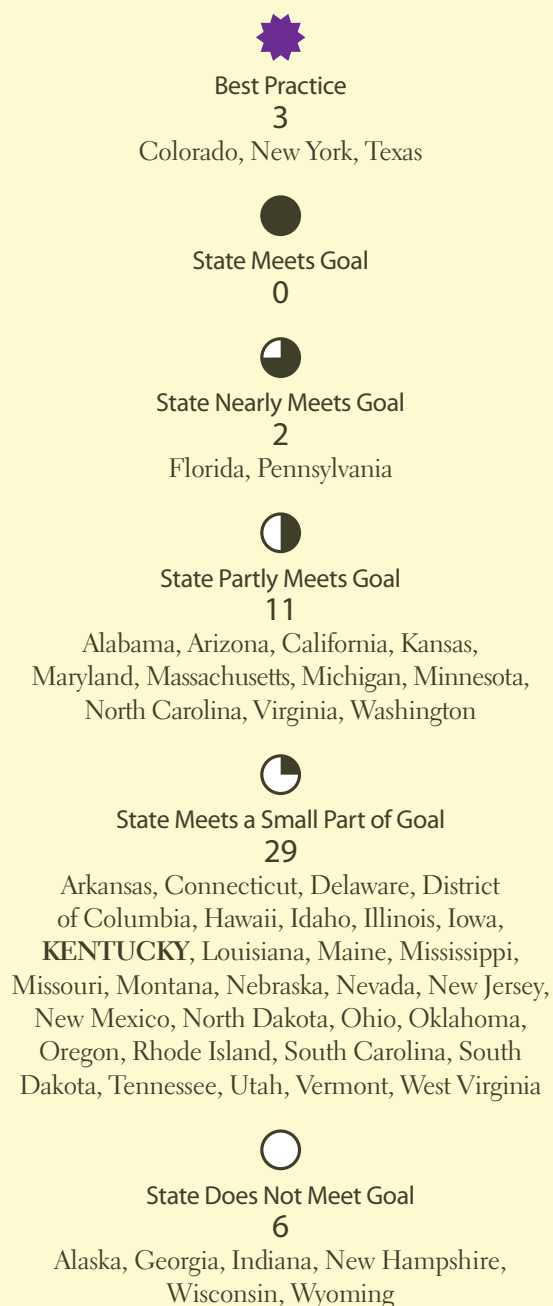 Best Practice
3
Colorado, New York, Texas
State Meets Goal
0
State Nearly Meets Goal
2
Florida, Pennsylvania
State Partly Meets Goal
11
Alabama, Arizona, California, Kansas,
Maryland, Massachusetts, Michigan, Minnesota,
North Carolina, Virginia, Washington
State Meets a Small Part of Goal
29
Arkansas, Connecticut, Delaware, District
of Columbia, Hawaii, Idaho, Illinois, Iowa,
KENTUCKY, Louisiana, Maine, Mississippi,
Missouri, Montana, Nebraska, Nevada, New Jersey,
New Mexico, North Dakota, Ohio, Oklahoma,
Oregon, Rhode Island, South Carolina, South
Dakota, Tennessee, Utah, Vermont, West Virginia
State Does Not Meet Goal
6
Alaska, Georgia, Indiana, New Hampshire,
Wisconsin, Wyoming